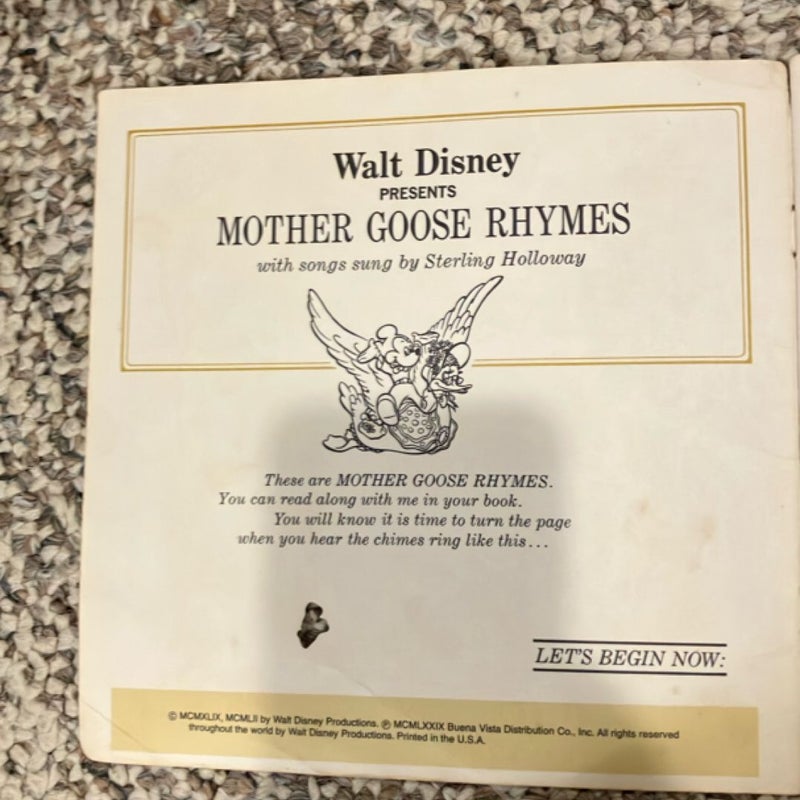 Walt Disney
PRESENTS
MOTHER GOOSE RHYMES
with songs sung by Sterling Holloway
These are MOTHER GOOSE RHYMES.
You can read along with me in your book.
You will know it is time to turn the page
when you hear the chimes ring like this...
LET'S BEGIN NOW:
© MCMXLIX, MCMLII by Walt Disney Productions. ℗ MCMLXXIX Buena Vista Distribution Co., Inc. All rights reserved
throughout the world by Walt Disney Productions. Printed in the U.S.A.